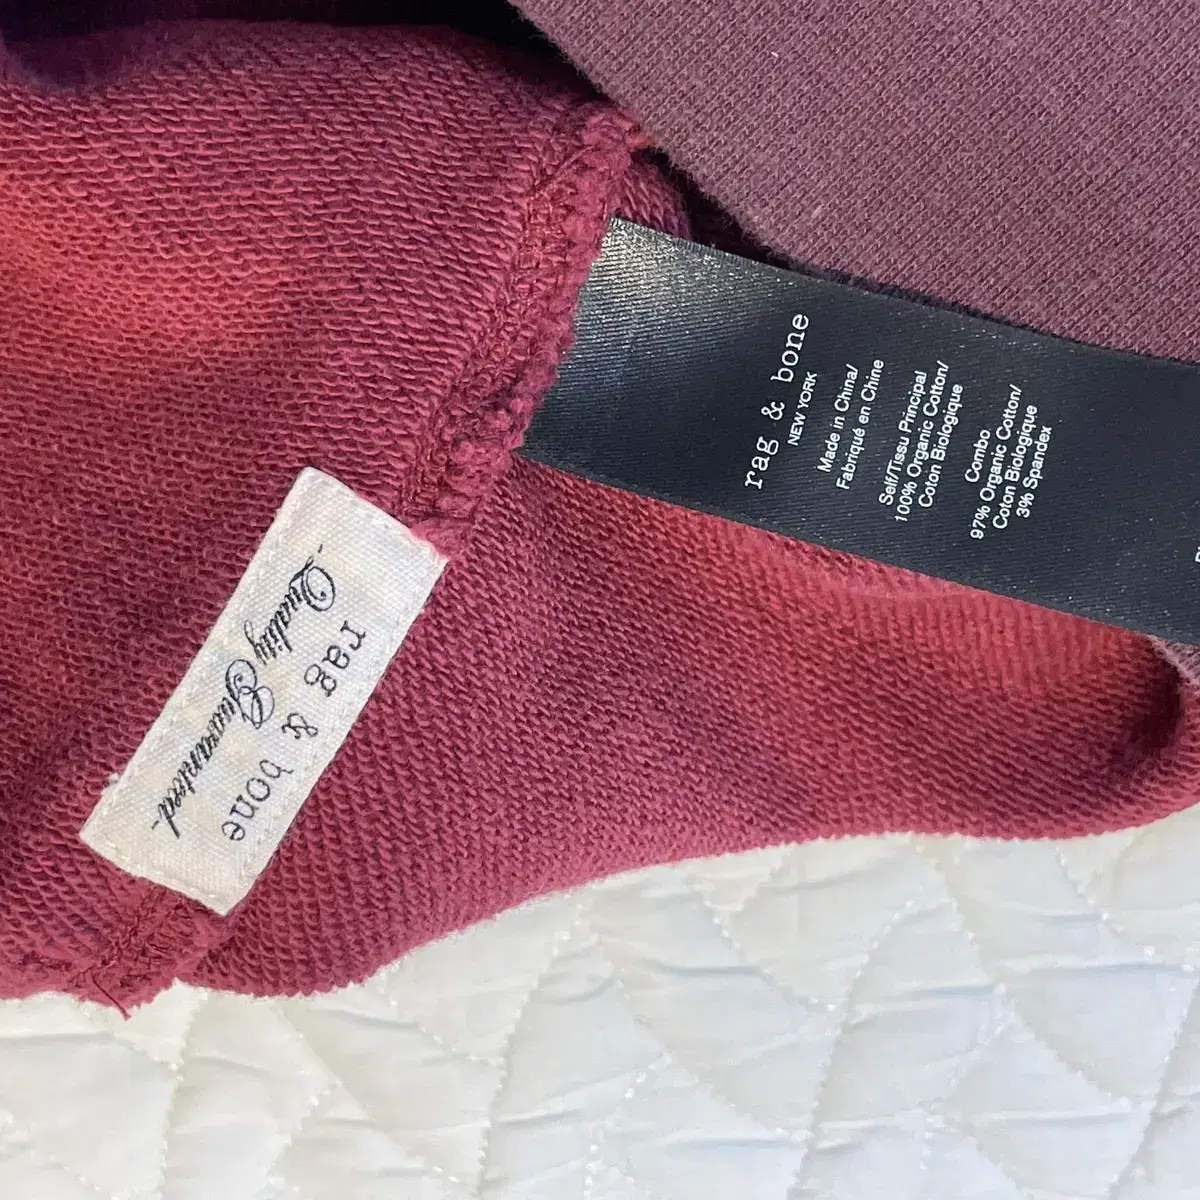 rag & bone
NEW YORK
Made in China/
Fabriqué en Chine
Self/Tissu Principal
100% Organic Cotton/
Coton Biologique
Combo
97% Organic Cotton/
Coton Biologique
3% Spandex
rag & bone
-Quality Guaranteed-